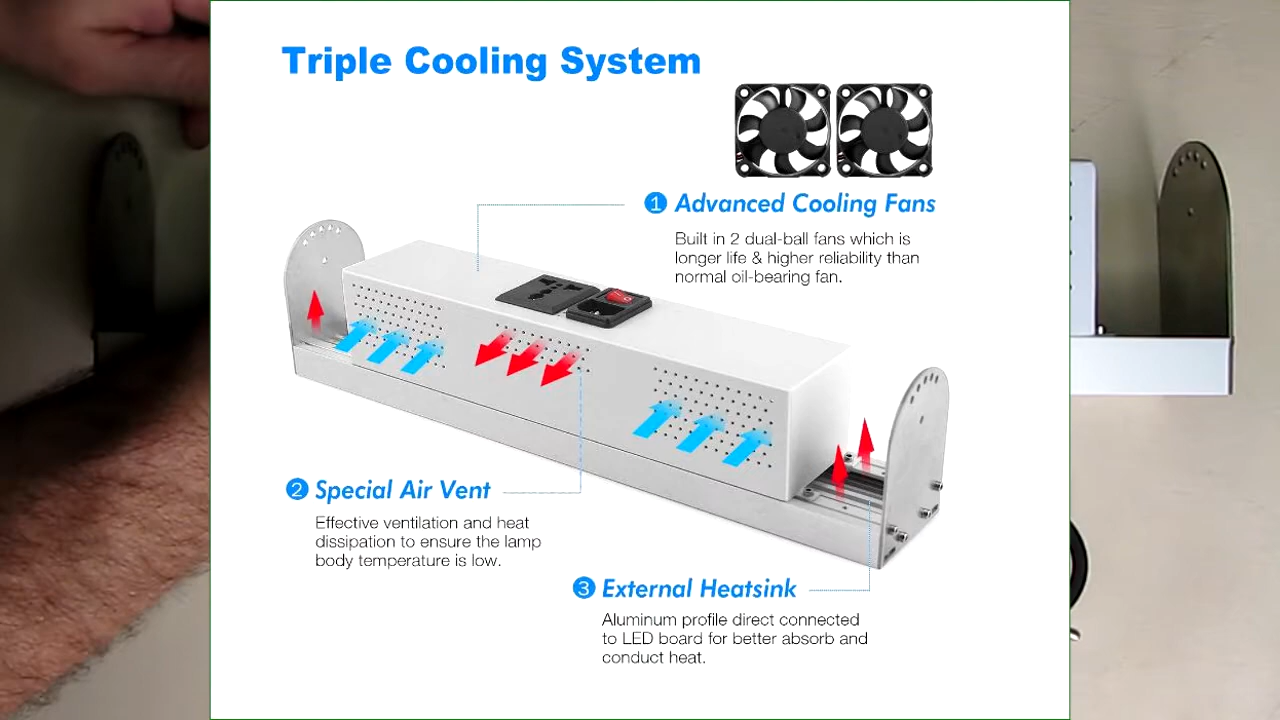 Triple Cooling System
1 Advanced Cooling Fans
Built in 2 dual-ball fans which is
longer life & higher reliability than
normal oil-bearing fan.
2 Special Air Vent
Effective ventilation and heat
dissipation to ensure the lamp
body temperature is low.
3 External Heatsink
Aluminum profile direct connected
to LED board for better absorb and
conduct heat.